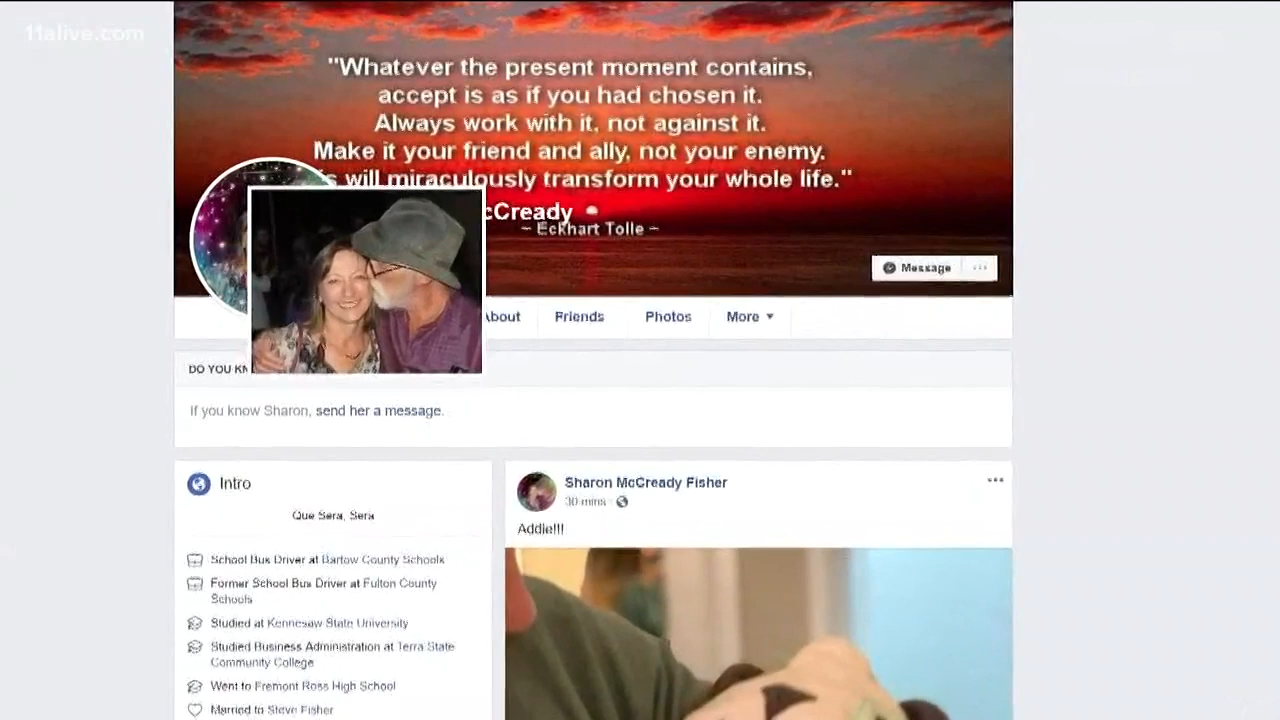 11alive.com
"Whatever the present moment contains,
accept is as if you had chosen it.
Always work with it, not against it.
Make it your friend and ally, not your enemy.
will miraculously transform your whole life."
cCready
~ Eckhart Tolle ~
Message
About Friends Photos More
DO YOU KN
If you know Sharon, send her a message.
Intro
Que Sera, Sera
School Bus Driver at Bartow County Schools
Former School Bus Driver at Fulton County
Schools
Studied at Kennesaw State University
Studied Business Administration at Terra State
Community College
Went to Fremont Ross High School
Married to Steve Fisher
Sharon McCready Fisher
30 mins ·
Addie!!!